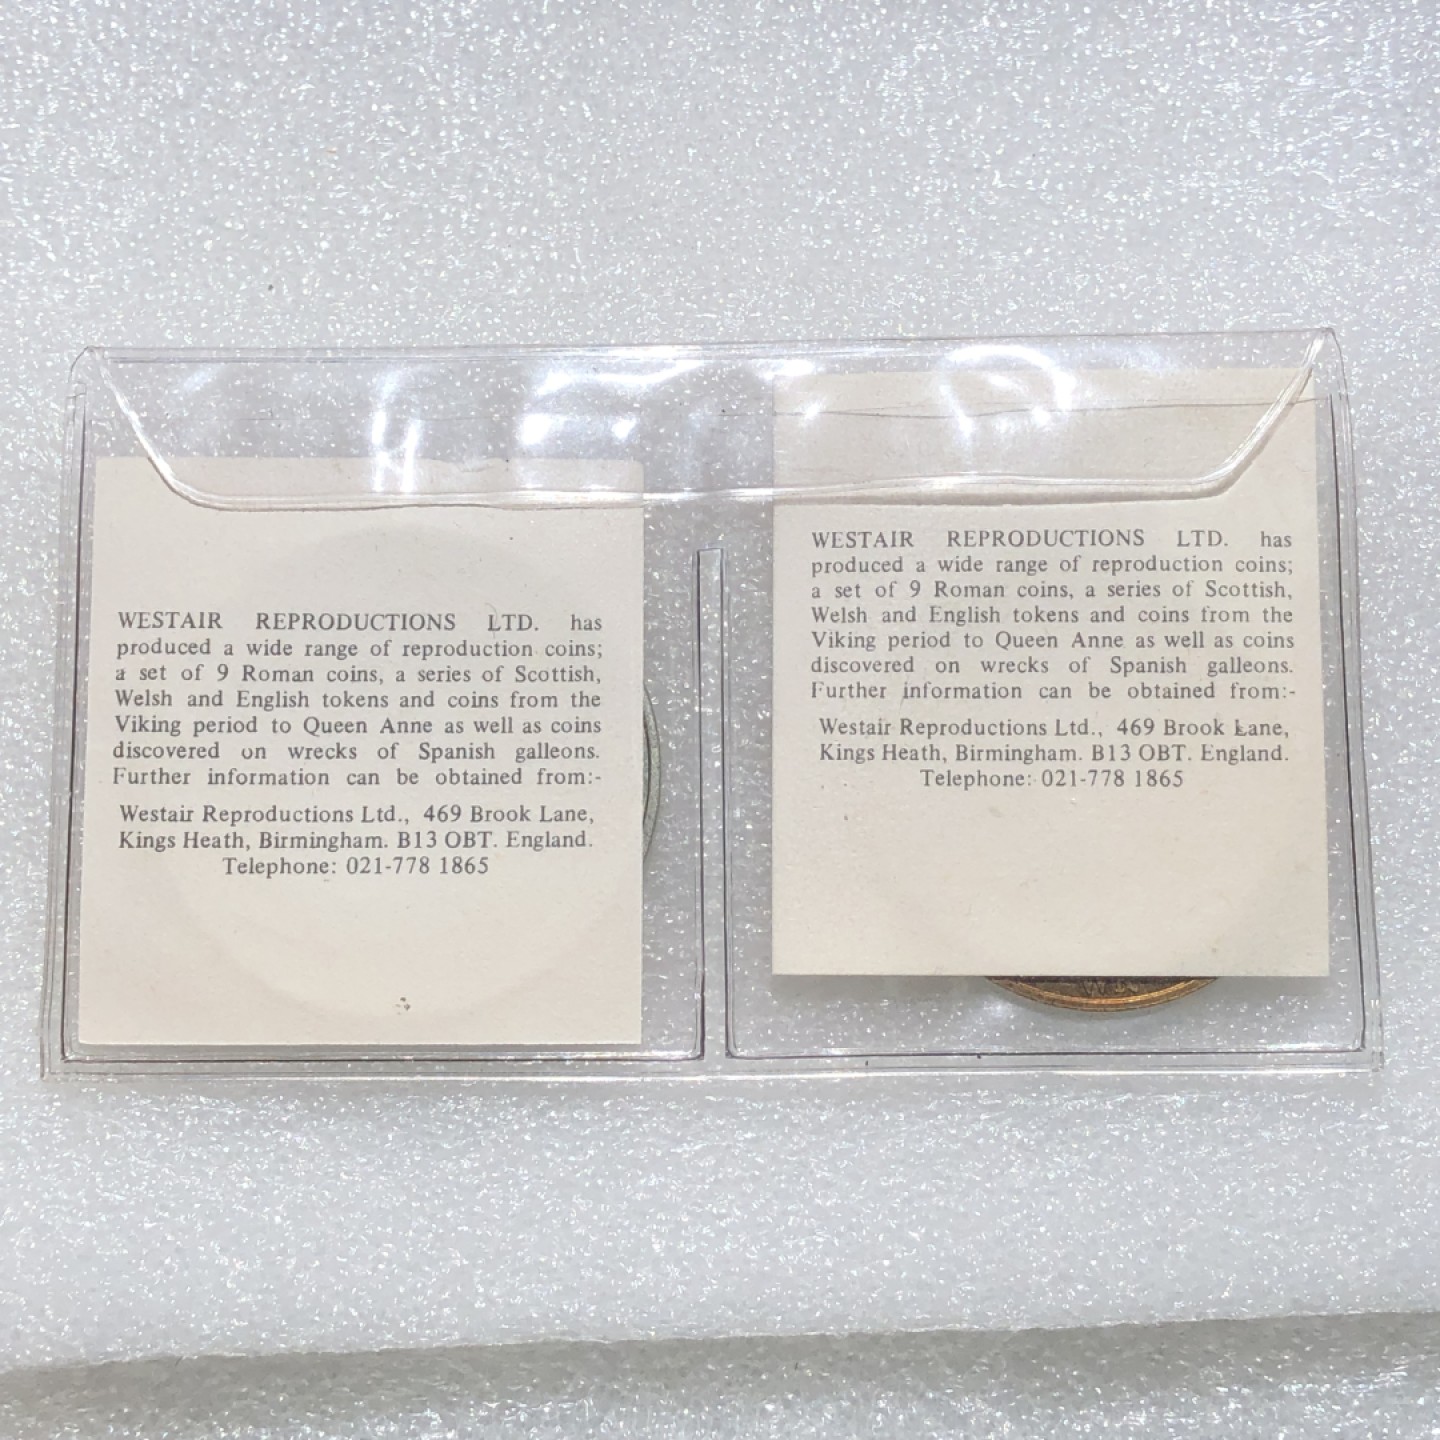 WESTAIR REPRODUCTIONS LTD. has
produced a wide range of reproduction coins;
a set of 9 Roman coins, a series of Scottish,
Welsh and English tokens and coins from the
Viking period to Queen Anne as well as coins
discovered on wrecks of Spanish galleons.
Further information can be obtained from:-
Westair Reproductions Ltd., 469 Brook Lane,
Kings Heath, Birmingham. B13 OBT. England.
Telephone: 021-778 1865
WESTAIR REPRODUCTIONS LTD. has
produced a wide range of reproduction coins;
a set of 9 Roman coins, a series of Scottish,
Welsh and English tokens and coins from the
Viking period to Queen Anne as well as coins
discovered on wrecks of Spanish galleons.
Further information can be obtained from:-
Westair Reproductions Ltd., 469 Brook Lane,
Kings Heath, Birmingham. B13 OBT. England.
Telephone: 021-778 1865